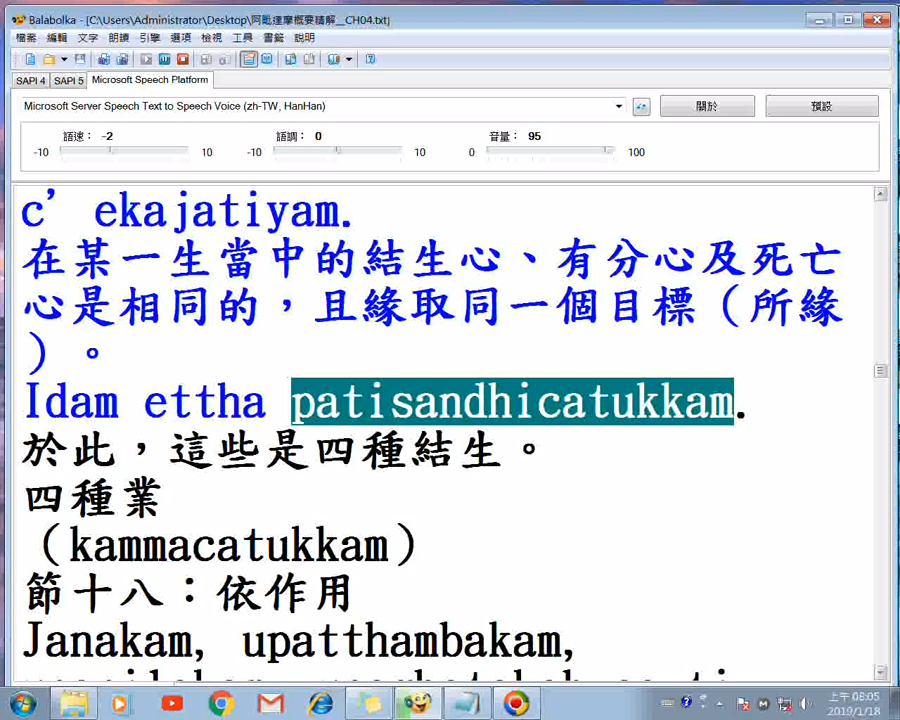 Balabolka - [C:\Users\Administrator\Desktop\阿毗達摩概要精解__CH04.txt]
檔案 編輯 文字 朗讀 引擎 選項 檢視 工具 書籤 說明
SAPI 4 SAPI 5 Microsoft Speech Platform
Microsoft Server Speech Text to Speech Voice (zh-TW, HanHan) 關於 預設
語速： -2 語調： 0 音量： 95
-10 10 -10 10 0 100
c’ ekajatiyam.
在某一生當中的結生心、有分心及死亡
心是相同的，且緣取同一個目標（所緣
）。
Idam ettha patisandhicatukkam.
於此，這些是四種結生。
四種業
（kammacatukkam）
節十八：依作用
Janakam, upatthambakam,
上午 08:05
2019/1/18